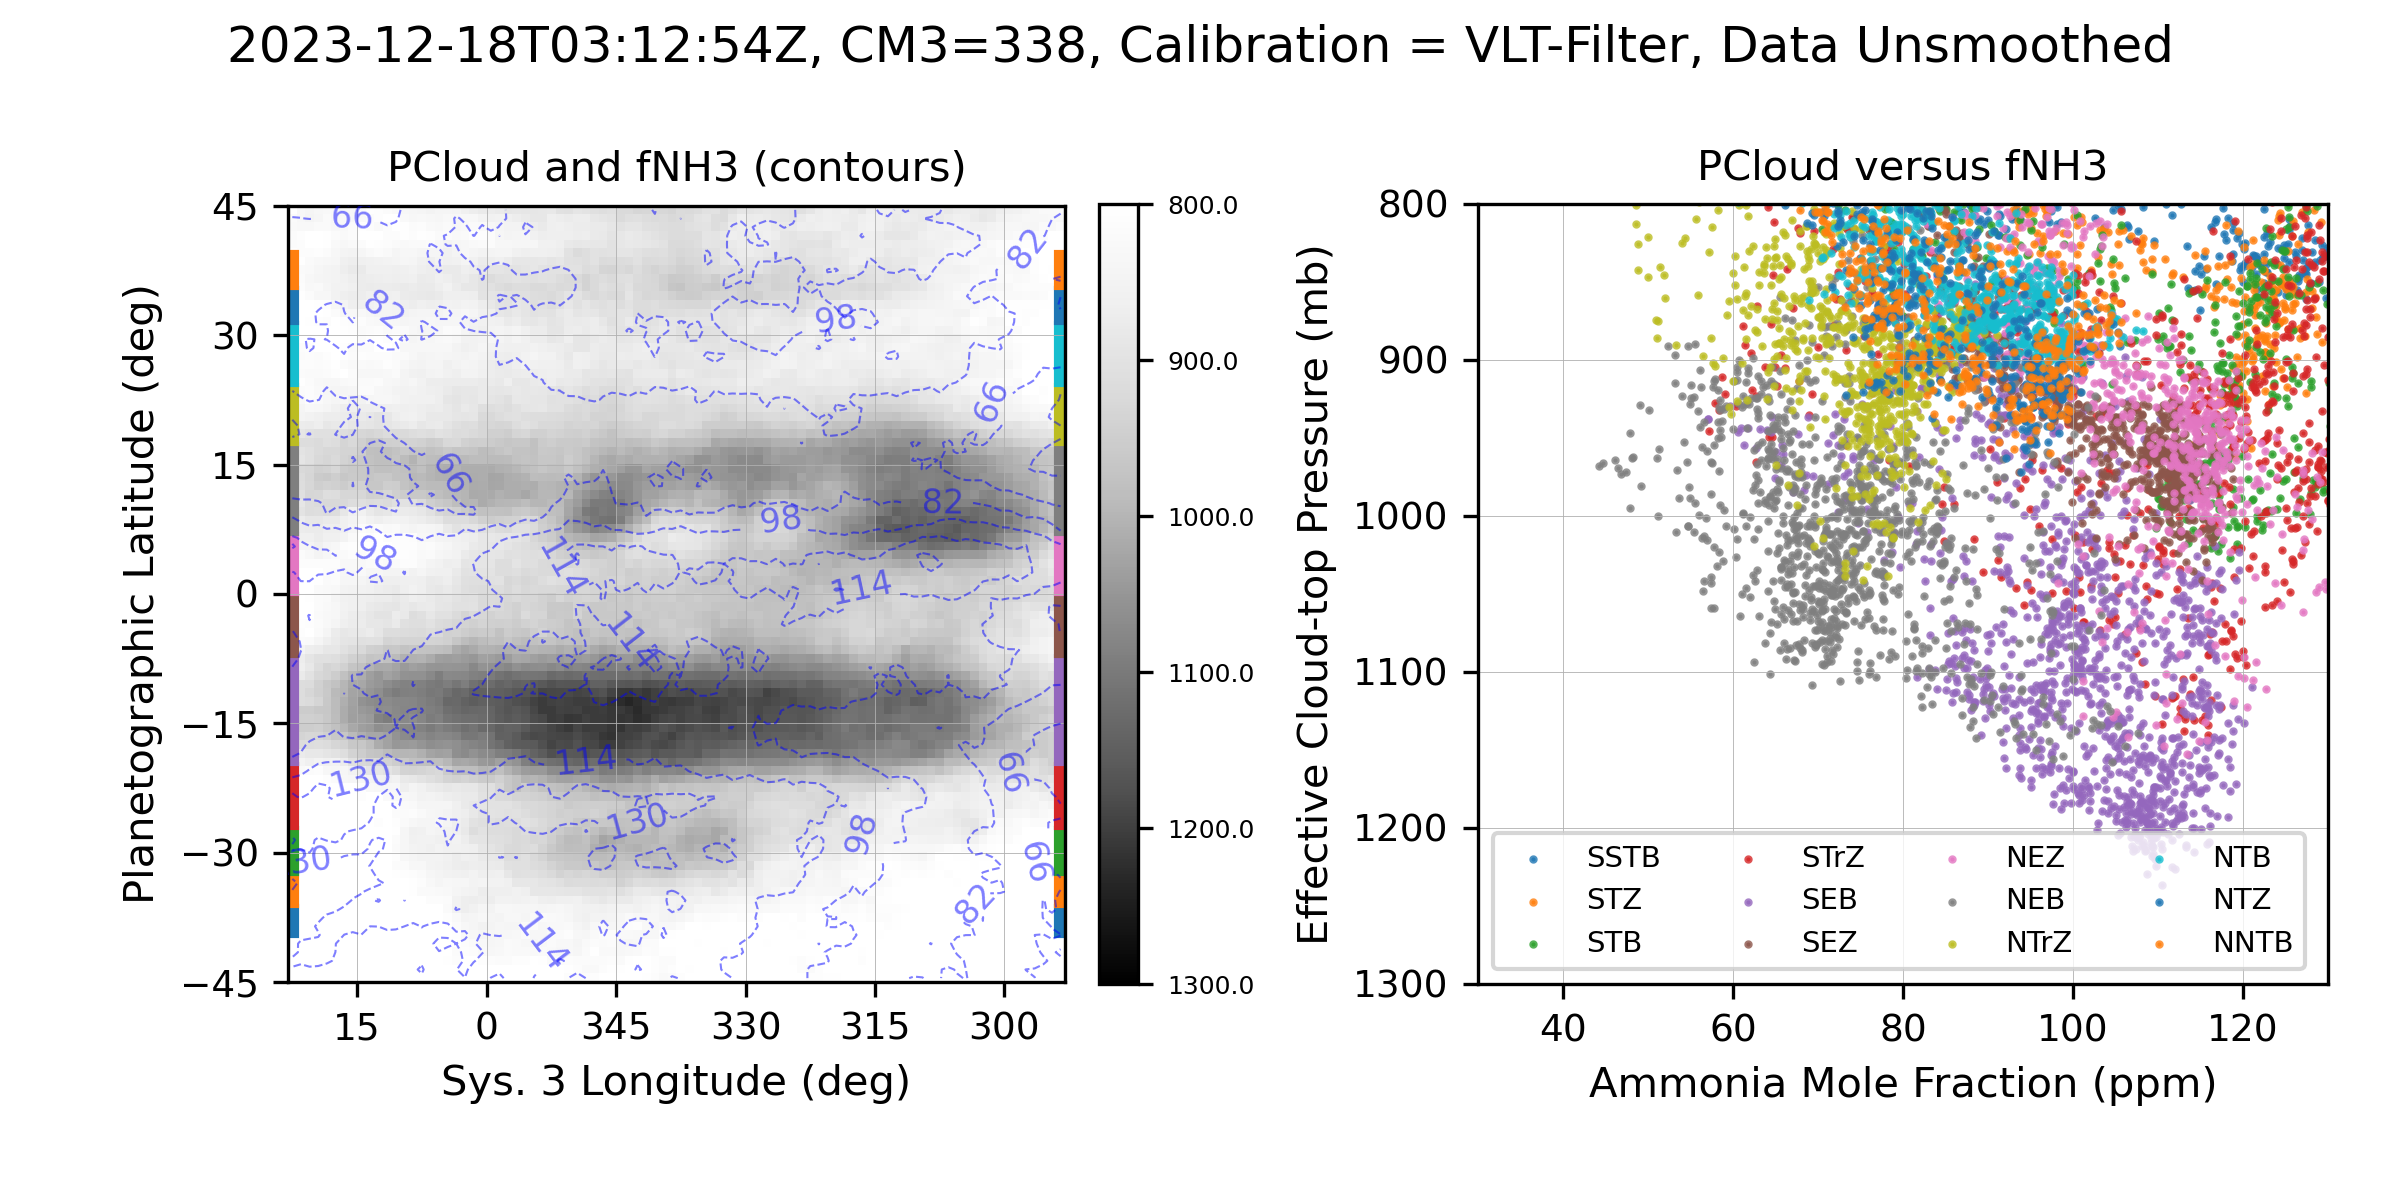 2023-12-18T03:12:54Z, CM3=338, Calibration = VLT-Filter, Data Unsmoothed
PCloud and fNH3 (contours)
Planetographic Latitude (deg)
45
30
15
0
−15
−30
−45
15
0
345
330
315
300
Sys. 3 Longitude (deg)
66
82
82
98
66
66
82
98
98
114
114
114
114
130
66
130
98
66
30
82
114
800.0
900.0
1000.0
1100.0
1200.0
1300.0
PCloud versus fNH3
Effective Cloud-top Pressure (mb)
800
900
1000
1100
1200
1300
40
60
80
100
120
Ammonia Mole Fraction (ppm)
SSTB
STZ
STB
STrZ
SEB
SEZ
NEZ
NEB
NTrZ
NTB
NTZ
NNTB